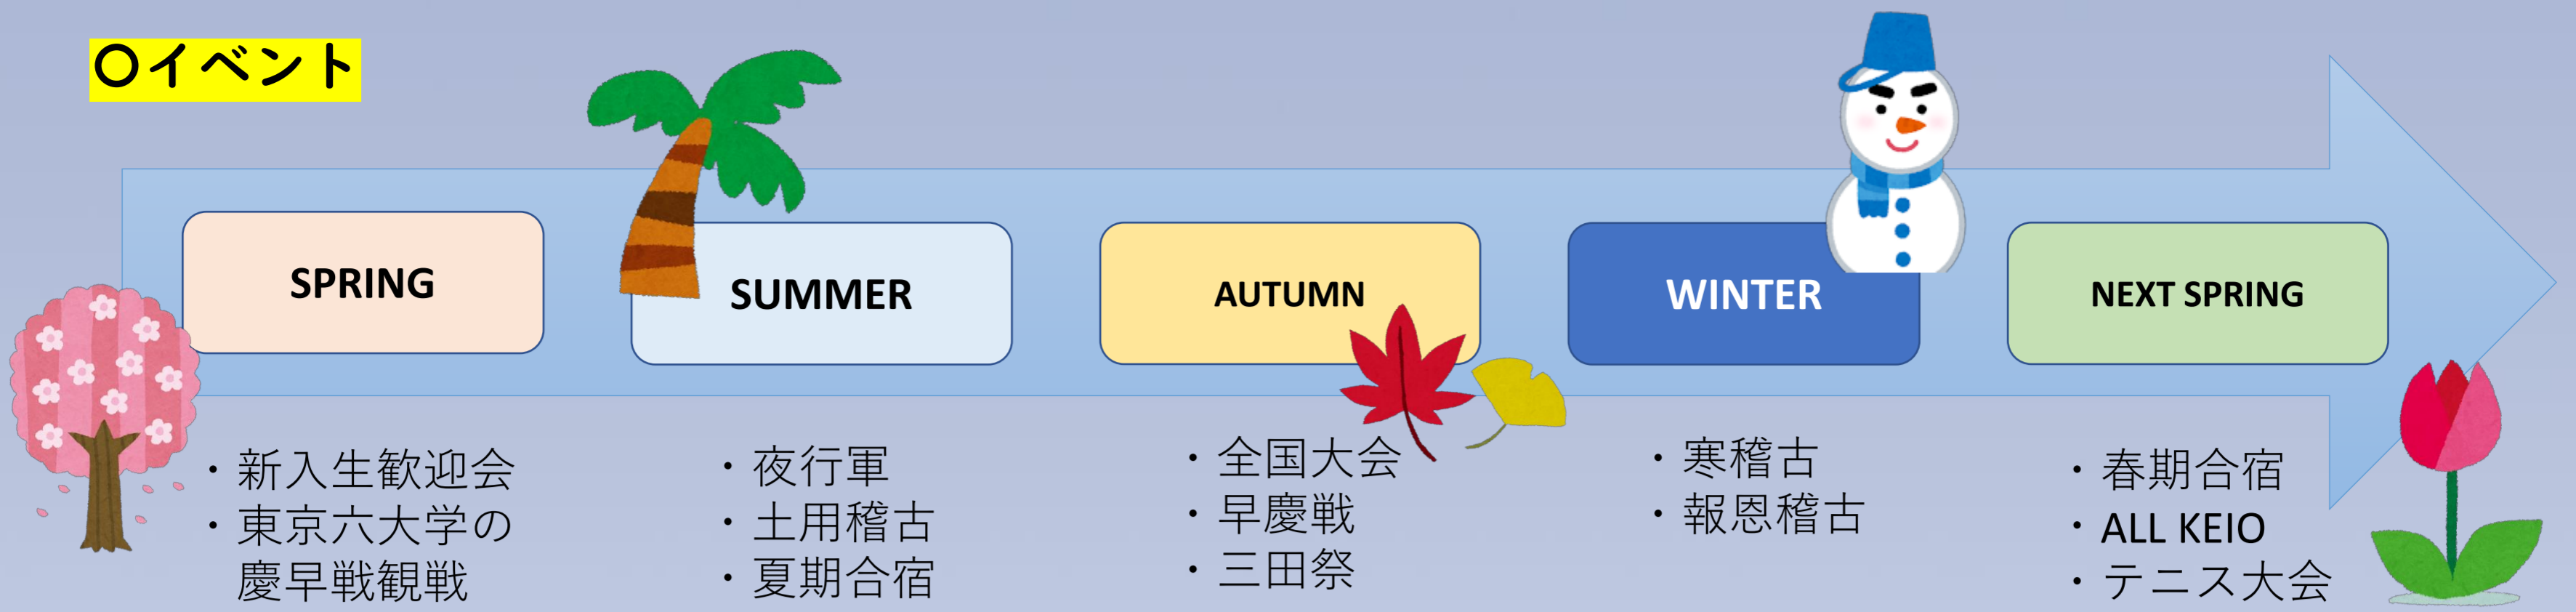 〇イベント
SPRING
・新入生歓迎会
・東京六大学の
慶早戦観戦
SUMMER
・夜行軍
・土用稽古
・夏期合宿
AUTUMN
・全国大会
・早慶戦
・三田祭
WINTER
・寒稽古
・報恩稽古
NEXT SPRING
・春期合宿
・ALL KEIO
・テニス大会